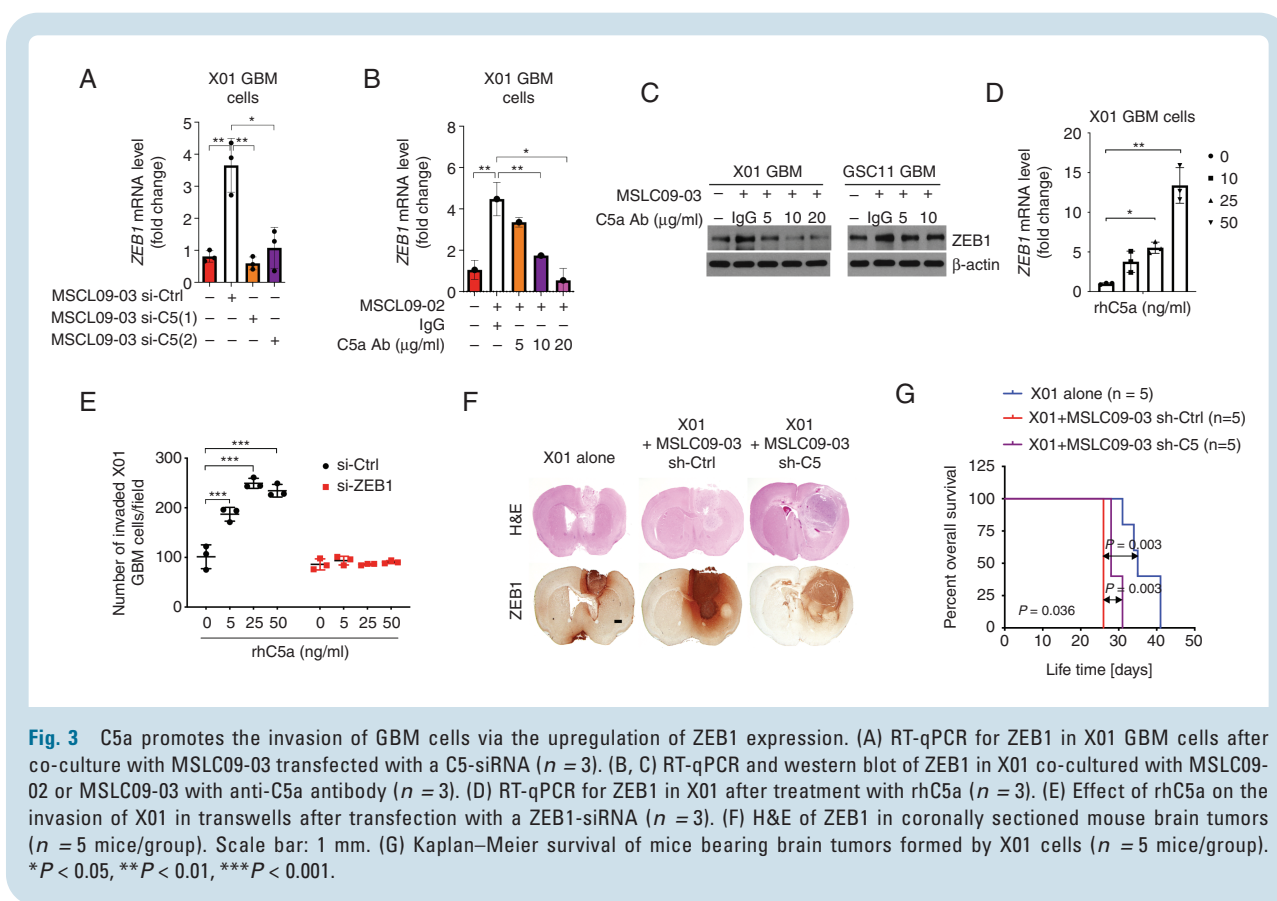 A
X01 GBM
cells
ZEB1 mRNA level
(fold change)
5
4
3
2
1
0
** **
*
MSCL09-03 si-Ctrl – + – –
MSCL09-03 si-C5(1) – – + –
MSCL09-03 si-C5(2) – – – +
B
X01 GBM
cells
ZEB1 mRNA level
(fold change)
8
6
4
2
0
** **
*
MSCL09-02 – + + + +
IgG – + – – –
C5a Ab (μg/ml) – – 5 10 20
C
X01 GBM GSC11 GBM
MSLC09-03 – + + + + – + + +
C5a Ab (μg/ml) – IgG 5 10 20 – IgG 5 10
ZEB1
β-actin
D
X01 GBM cells
ZEB1 mRNA level
(fold change)
20
15
10
5
0
**
*
0
10
25
50
rhC5a (ng/ml)
E
Number of invaded X01
GBM cells/field
300
200
100
0
***
***
***
si-Ctrl
si-ZEB1
0 5 25 50 0 5 25 50
rhC5a (ng/ml)
F
X01 alone
X01
+ MSLC09-03
sh-Ctrl
X01
+ MSLC09-03
sh-C5
H&E
ZEB1
G
X01 alone (n = 5)
X01+MSLC09-03 sh-Ctrl (n=5)
X01+MSLC09-03 sh-C5 (n=5)
Percent overall survival
125
100
75
50
25
0
P = 0.003
P = 0.003
P = 0.036
0 10 20 30 40 50
Life time [days]
Fig. 3 C5a promotes the invasion of GBM cells via the upregulation of ZEB1 expression. (A) RT-qPCR for ZEB1 in X01 GBM cells after
co-culture with MSLC09-03 transfected with a C5-siRNA (n = 3). (B, C) RT-qPCR and western blot of ZEB1 in X01 co-cultured with MSLC09-
02 or MSLC09-03 with anti-C5a antibody (n = 3). (D) RT-qPCR for ZEB1 in X01 after treatment with rhC5a (n = 3). (E) Effect of rhC5a on the
invasion of X01 in transwells after transfection with a ZEB1-siRNA (n = 3). (F) H&E of ZEB1 in coronally sectioned mouse brain tumors
(n = 5 mice/group). Scale bar: 1 mm. (G) Kaplan–Meier survival of mice bearing brain tumors formed by X01 cells (n = 5 mice/group).
*P < 0.05, **P < 0.01, ***P < 0.001.